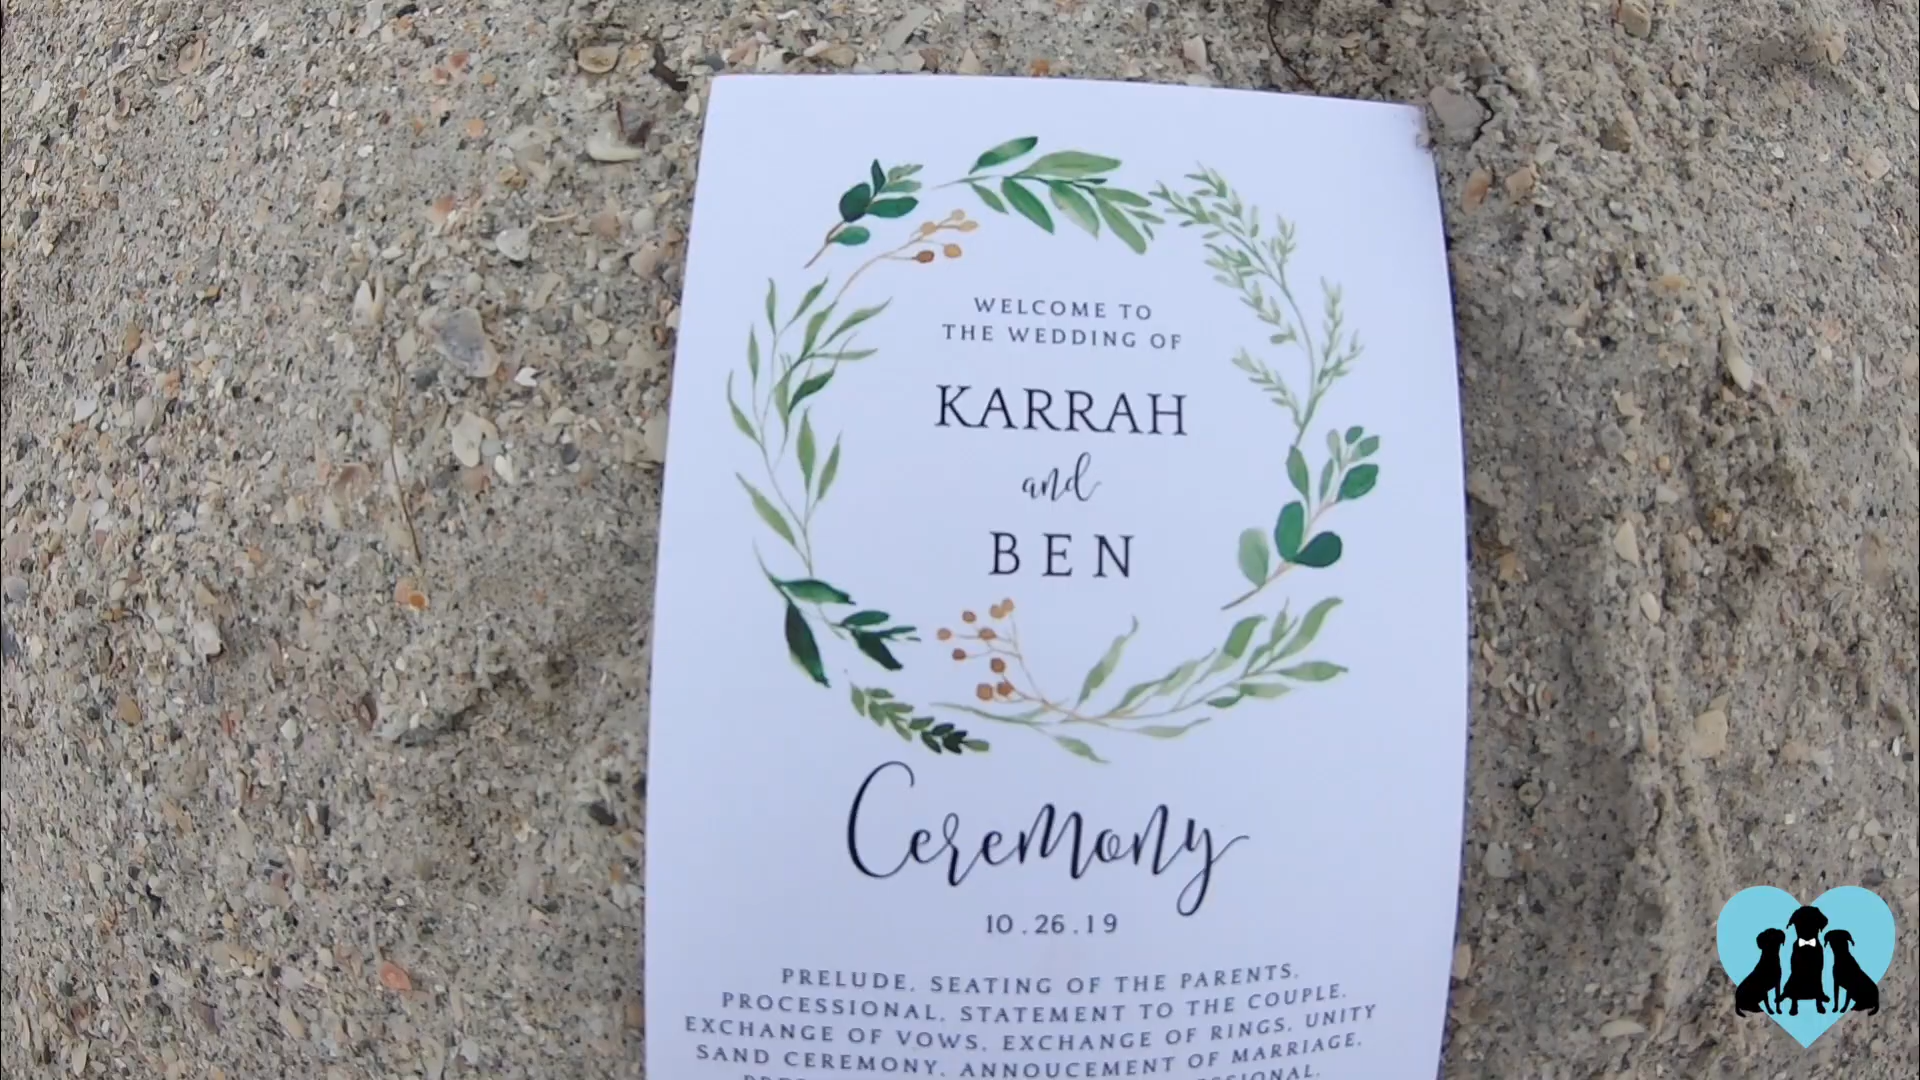 WELCOME TO
THE WEDDING OF
KARRAH
and
BEN
Ceremony
10.26.19
PRELUDE, SEATING OF THE PARENTS,
PROCESSIONAL, STATEMENT TO THE COUPLE,
EXCHANGE OF VOWS, EXCHANGE OF RINGS, UNITY
SAND CEREMONY, ANNOUCEMENT OF MARRIAGE,